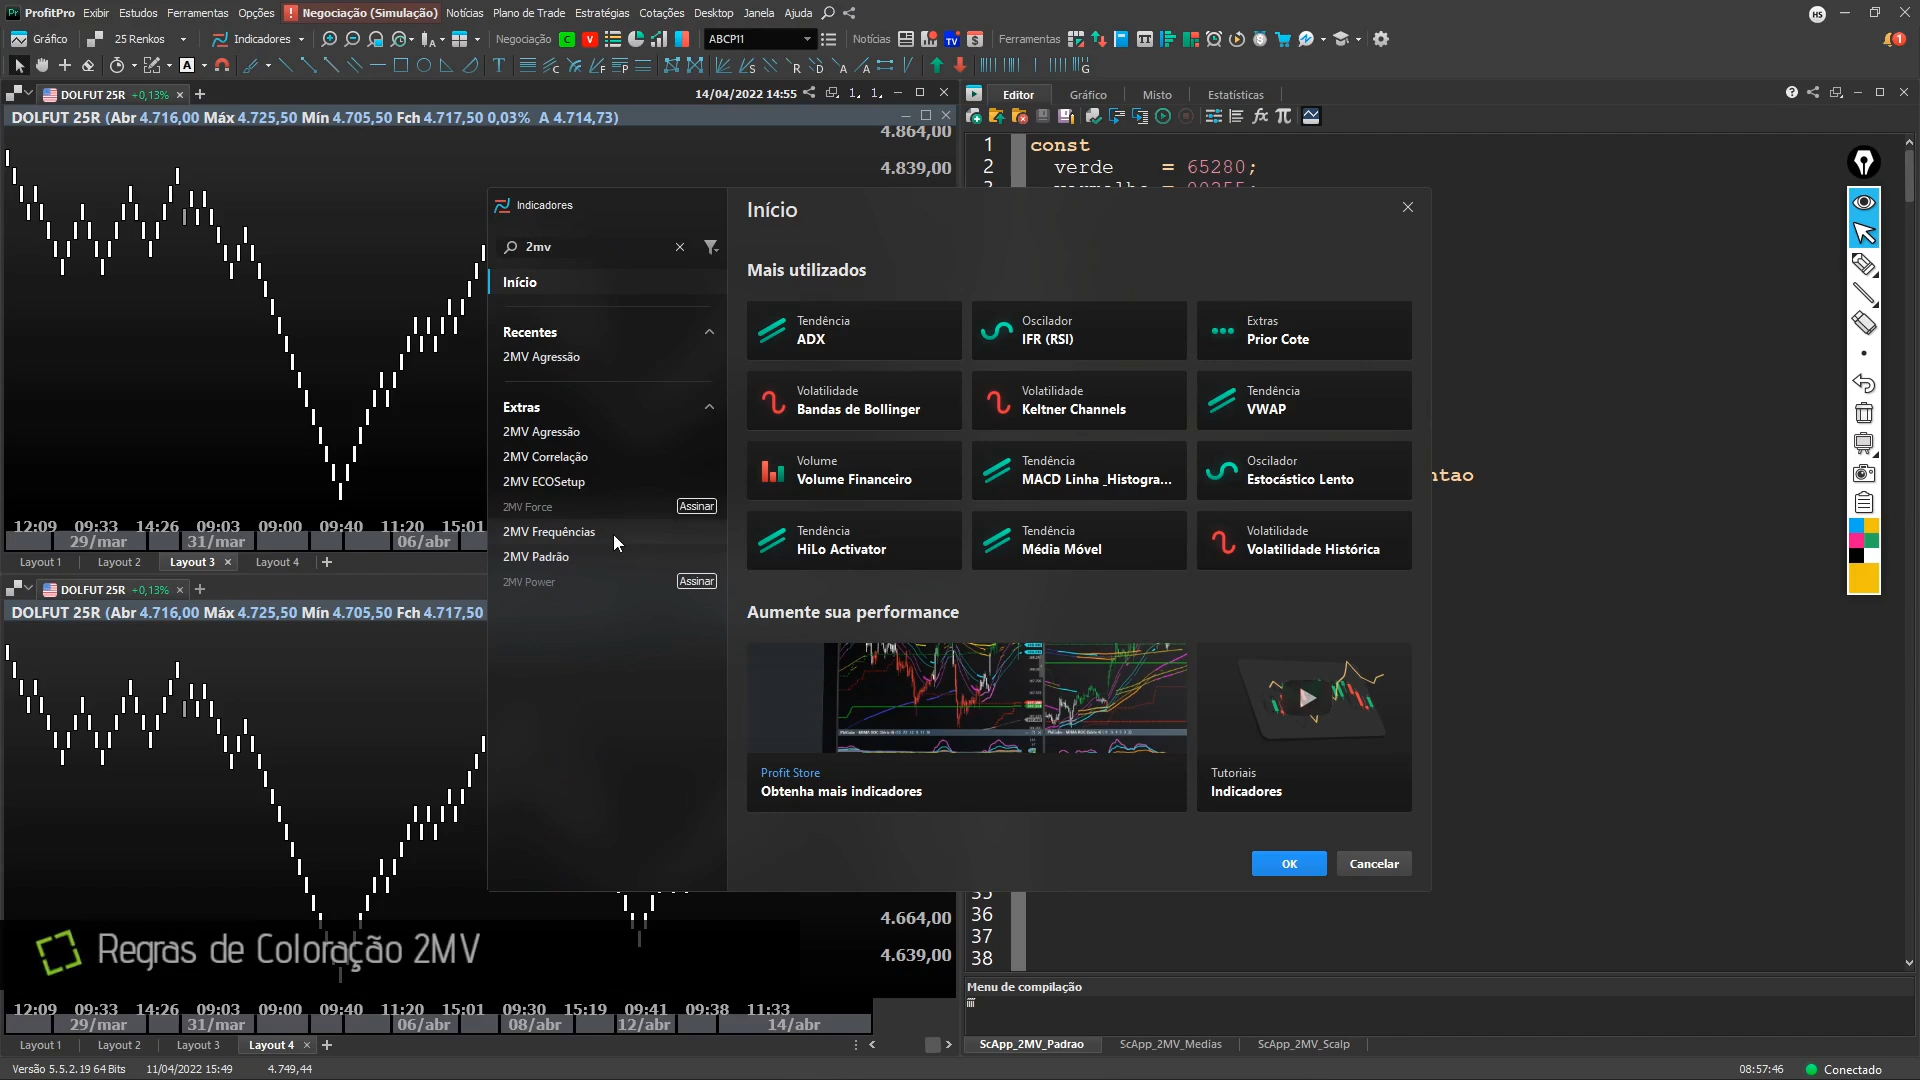 ProfitPro Exibir Estudos Ferramentas Opções Negociação (Simulação) Notícias Plano de Trade Estratégias Cotações Desktop Janela Ajuda HS
Gráfico 25 Renkos Indicadores Negociação C V ABCP11 Notícias TV Ferramentas 1
DOLFUT 25R +0,13% 14/04/2022 14:55 Editor Gráfico Misto Estatísticas
DOLFUT 25R (Abr 4.716,00 Máx 4.725,50 Mín 4.705,50 Fch 4.717,50 0,03% A 4.714,73)
4.864,00
4.839,00
1 const
2 verde = 65280;
Indicadores
2mv
Início
Recentes
2MV Agressão
Extras
2MV Agressão
2MV Correlação
2MV ECOSetup
2MV Force Assinar
2MV Frequências
2MV Padrão
2MV Power Assinar
Início
Mais utilizados
Tendência
ADX
Oscilador
IFR (RSI)
Extras
Prior Cote
Volatilidade
Bandas de Bollinger
Volatilidade
Keltner Channels
Tendência
VWAP
Volume
Volume Financeiro
Tendência
MACD Linha _Histogra...
Oscilador
Estocástico Lento
Tendência
HiLo Activator
Tendência
Média Móvel
Volatilidade
Volatilidade Histórica
Aumente sua performance
Profit Store
Obtenha mais indicadores
Tutoriais
Indicadores
OK Cancelar
ntao
12:09 09:33 14:26 09:03 09:00 09:40 11:20 15:01
29/mar 31/mar 06/abr
Layout 1 Layout 2 Layout 3 Layout 4
DOLFUT 25R +0,13%
DOLFUT 25R (Abr 4.716,00 Máx 4.725,50 Mín 4.705,50 Fch 4.717,50
35
36
37
38
4.664,00
4.639,00
Regras de Coloração 2MV
Menu de compilação
12:09 09:33 14:26 09:03 09:00 09:40 11:20 15:01 09:30 15:19 09:41 09:38 11:33
29/mar 31/mar 06/abr 08/abr 12/abr 14/abr
Layout 1 Layout 2 Layout 3 Layout 4
ScApp_2MV_Padrao ScApp_2MV_Medias ScApp_2MV_Scalp
Versão 5.5.2.19 64 Bits 11/04/2022 15:49 4.749,44 08:57:46 Conectado